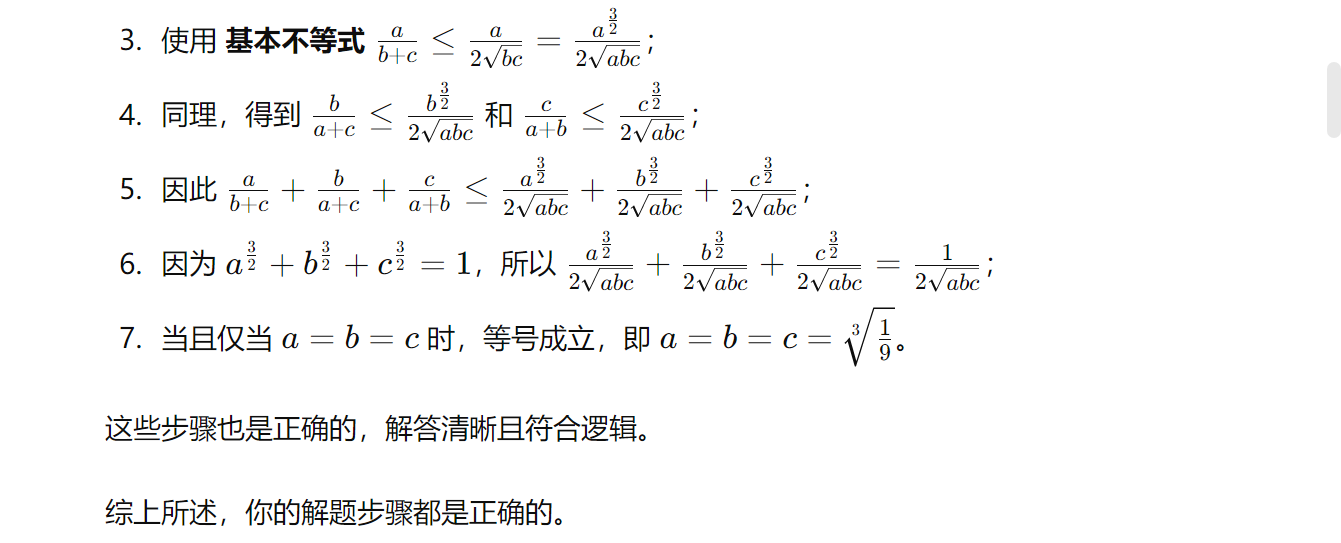 3. 使用 基本不等式 $\frac{a}{b+c} \leq \frac{a}{2\sqrt{bc}} = \frac{a^{\frac{3}{2}}}{2\sqrt{abc}}$；
4. 同理，得到 $\frac{b}{a+c} \leq \frac{b^{\frac{3}{2}}}{2\sqrt{abc}}$ 和 $\frac{c}{a+b} \leq \frac{c^{\frac{3}{2}}}{2\sqrt{abc}}$；
5. 因此 $\frac{a}{b+c} + \frac{b}{a+c} + \frac{c}{a+b} \leq \frac{a^{\frac{3}{2}}}{2\sqrt{abc}} + \frac{b^{\frac{3}{2}}}{2\sqrt{abc}} + \frac{c^{\frac{3}{2}}}{2\sqrt{abc}}$；
6. 因为 $a^{\frac{3}{2}} + b^{\frac{3}{2}} + c^{\frac{3}{2}} = 1$，所以 $\frac{a^{\frac{3}{2}}}{2\sqrt{abc}} + \frac{b^{\frac{3}{2}}}{2\sqrt{abc}} + \frac{c^{\frac{3}{2}}}{2\sqrt{abc}} = \frac{1}{2\sqrt{abc}}$；
7. 当且仅当 $a = b = c$ 时，等号成立，即 $a = b = c = \sqrt[3]{\frac{1}{9}}$。
这些步骤也是正确的，解答清晰且符合逻辑。
综上所述，你的解题步骤都是正确的。